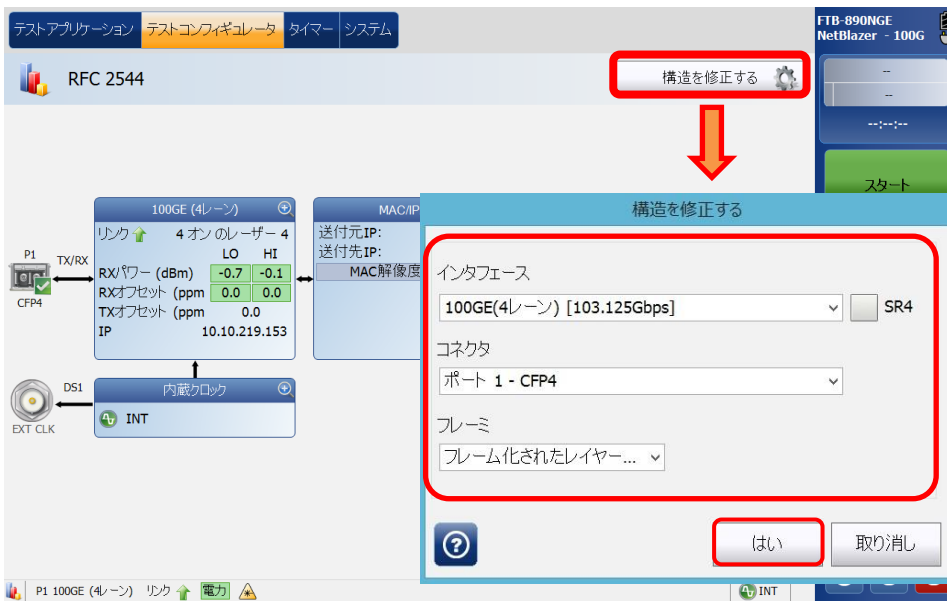 テストアプリケーション テストコンフィギュレータ タイマー システム
FTB-890NGE
NetBlazer - 100G
RFC 2544
構造を修正する
--
--
--:--:--
スタート
100GE (4レーン)
リンク 4 オン のレーザー 4
LO HI
RX/パワー (dBm) -0.7 -0.1
RXオフセット (ppm 0.0 0.0
TXオフセット (ppm 0.0
IP 10.10.219.153
P1
TX/RX
CFP4
MAC/IP
送付元IP:
送付先IP:
MAC解像度
DS1
EXT CLK
内蔵クロック
INT
構造を修正する
インタフェース
100GE(4レーン) [103.125Gbps] SR4
コネクタ
ポート 1 - CFP4
フレーミ
フレーム化されたレイヤー...
? はい 取り消し
P1 100GE (4レーン) リンク 電力 INT